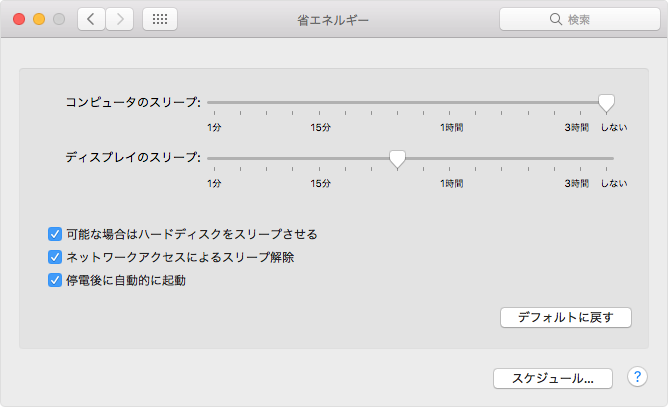 省エネルギー
検索
コンピュータのスリープ:
1分 15分 1時間 3時間 しない
ディスプレイのスリープ:
1分 15分 1時間 3時間 しない
可能な場合はハードディスクをスリープさせる
ネットワークアクセスによるスリープ解除
停電後に自動的に起動
デフォルトに戻す
スケジュール... ?